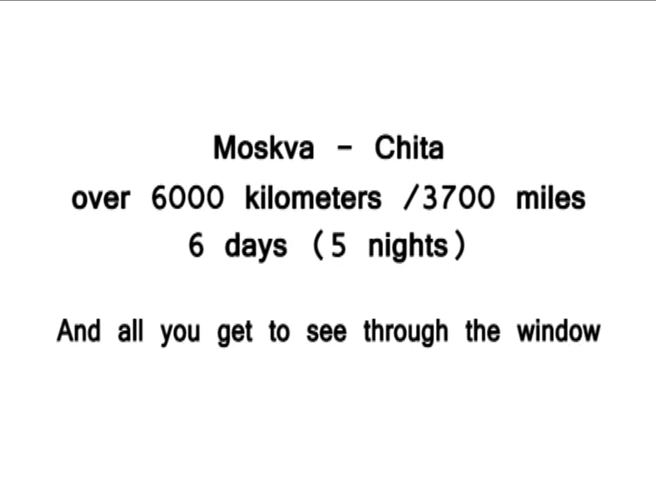 Moskva - Chita
over 6000 kilometers /3700 miles
6 days (5 nights)
And all you get to see through the window